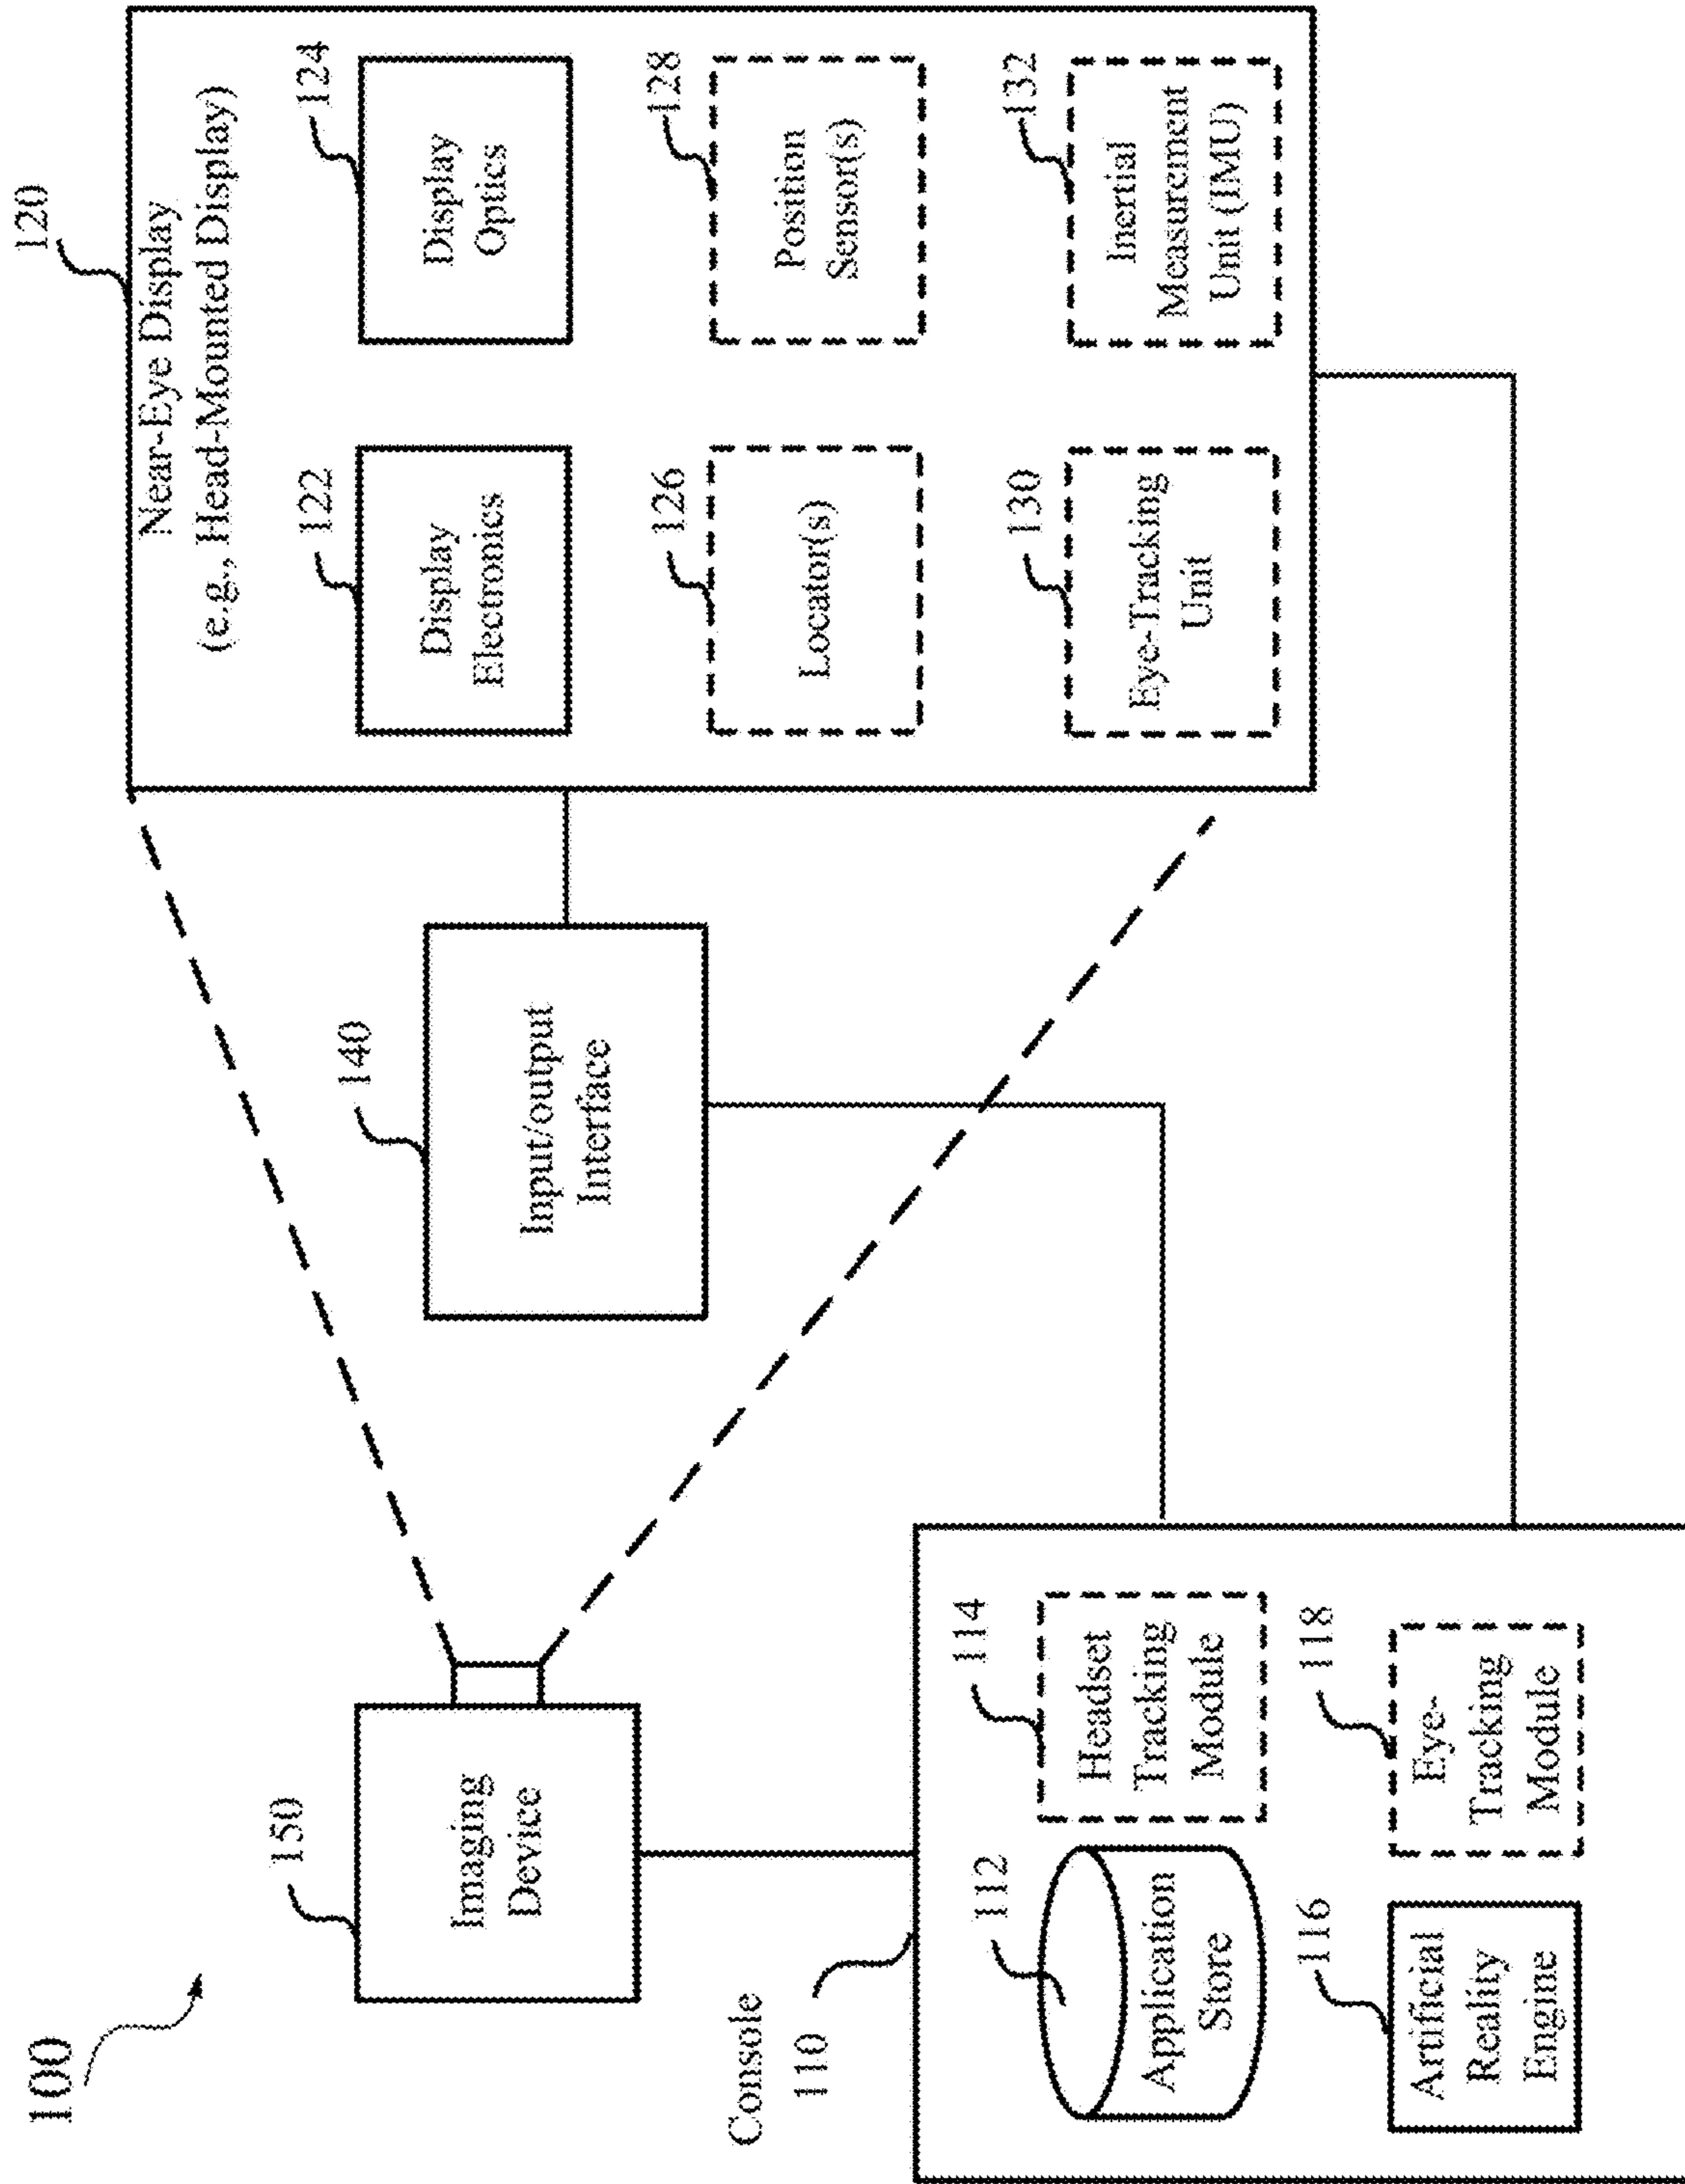 100
150
Imaging
Device
140
Input/output
Interface
120
Near-Eye Display
(e.g., Head-Mounted Display)
122
Display
Electronics
124
Display
Optics
126
Locator(s)
128
Position
Sensor(s)
130
Eye-Tracking
Unit
132
Inertial
Measurement
Unit (IMU)
Console
110
112
Application
Store
114
Headset
Tracking
Module
116
Artificial
Reality
Engine
118
Eye-
Tracking
Module